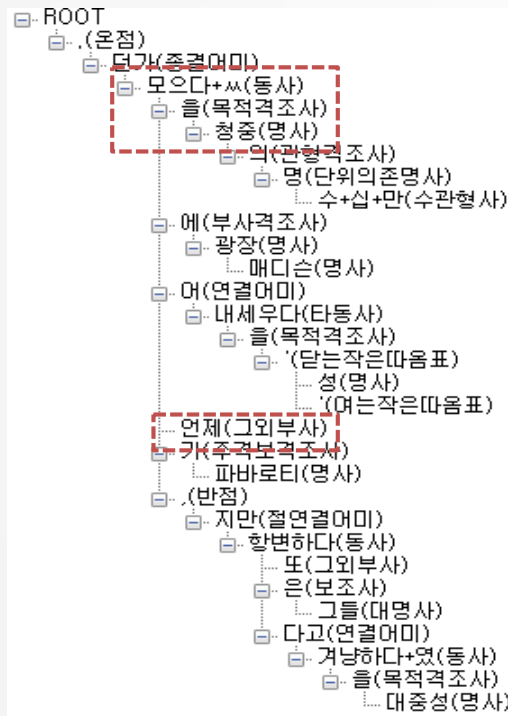 ROOT
.(온점)
던가(종결어미)
모으다+ㅆ(동사)
을(목적격조사)
청중(명사)
의(관형격조사)
명(단위의존명사)
수+십+만(수관형사)
에(부사격조사)
광장(명사)
매디슨(명사)
어(연결어미)
내세우다(타동사)
을(목적격조사)
'(닫는작은따옴표)
성(명사)
'(여는작은따옴표)
언제(그외부사)
가(주격보격조사)
파바로티(명사)
,(반점)
지만(절연결어미)
항변하다(동사)
또(그외부사)
은(보조사)
그들(대명사)
다고(연결어미)
겨냥하다+였(동사)
을(목적격조사)
대중성(명사)